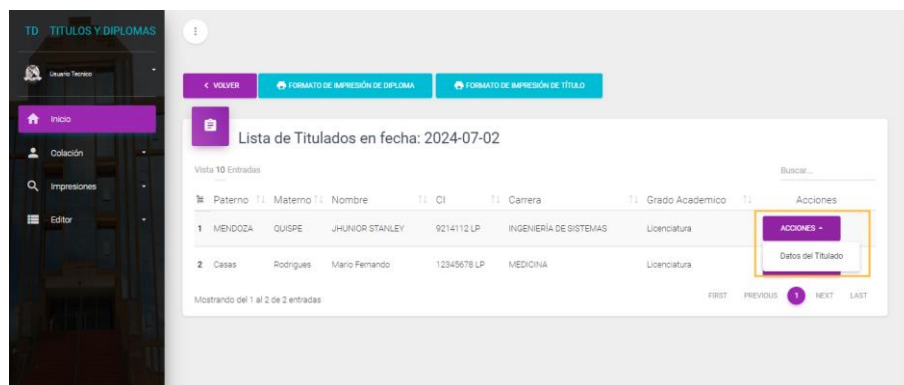 TD TITULOS Y DIPLOMAS
Usuario Tecnico
Inicio
Colación
Impresiones
Editor
< VOLVER
FORMATO DE IMPRESIÓN DE DIPLOMA
FORMATO DE IMPRESIÓN DE TÍTULO
Lista de Titulados en fecha: 2024-07-02
Vista 10 Entradas
Buscar...
Paterno Materno Nombre CI Carrera Grado Academico Acciones
1 MENDOZA QUISPE JHUNIOR STANLEY 9214112 LP INGENIERÍA DE SISTEMAS Licenciatura ACCIONES
Datos del Titulado
2 Casas Rodrigues Mario Fernando 12345678 LP MEDICINA Licenciatura
Mostrando del 1 al 2 de 2 entradas
FIRST PREVIOUS 1 NEXT LAST